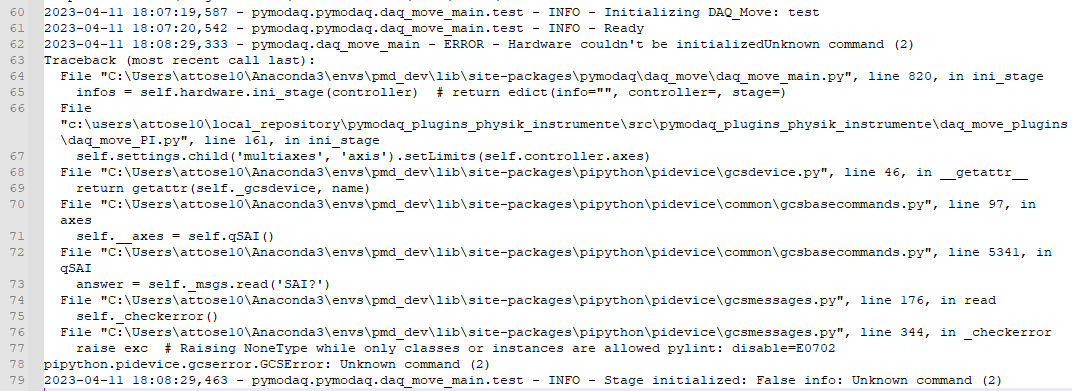 60 2023-04-11 18:07:19,587 - pymodaq.pymodaq.daq_move_main.test - INFO - Initializing DAQ_Move: test
61 2023-04-11 18:07:20,542 - pymodaq.pymodaq.daq_move_main.test - INFO - Ready
62 2023-04-11 18:08:29,333 - pymodaq.daq_move_main - ERROR - Hardware couldn't be initializedUnknown command (2)
63 Traceback (most recent call last):
64 File "C:\Users\attose10\Anaconda3\envs\pmd_dev\lib\site-packages\pymodaq\daq_move\daq_move_main.py", line 820, in ini_stage
65 infos = self.hardware.ini_stage(controller)  # return edict(info="", controller=, stage=)
66 File
"c:\users\attose10\local_repository\pymodaq_plugins_physik_instrumente\src\pymodaq_plugins_physik_instrumente\daq_move_plugins
\daq_move_PI.py", line 161, in ini_stage
67 self.settings.child('multiaxes', 'axis').setLimits(self.controller.axes)
68 File "C:\Users\attose10\Anaconda3\envs\pmd_dev\lib\site-packages\pipython\pidevice\gcsdevice.py", line 46, in __getattr__
69 return getattr(self._gcsdevice, name)
70 File "C:\Users\attose10\Anaconda3\envs\pmd_dev\lib\site-packages\pipython\pidevice\common\gcsbasecommands.py", line 97, in
axes
71 self.__axes = self.qSAI()
72 File "C:\Users\attose10\Anaconda3\envs\pmd_dev\lib\site-packages\pipython\pidevice\common\gcsbasecommands.py", line 5341, in
qSAI
73 answer = self._msgs.read('SAI?')
74 File "C:\Users\attose10\Anaconda3\envs\pmd_dev\lib\site-packages\pipython\pidevice\gcsmessages.py", line 176, in read
75 self._checkerror()
76 File "C:\Users\attose10\Anaconda3\envs\pmd_dev\lib\site-packages\pipython\pidevice\gcsmessages.py", line 344, in _checkerror
77 raise exc  # Raising NoneType while only classes or instances are allowed pylint: disable=E0702
78 pipython.pidevice.gcserror.GCSError: Unknown command (2)
79 2023-04-11 18:08:29,463 - pymodaq.pymodaq.daq_move_main.test - INFO - Stage initialized: False info: Unknown command (2)